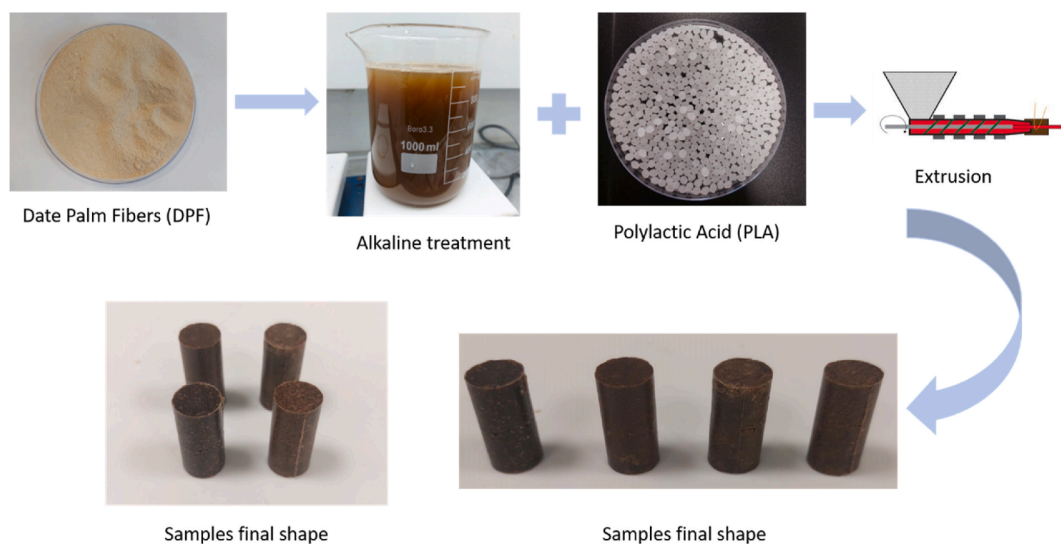 Boro3.3
1000 ml
Date Palm Fibers (DPF)
Alkaline treatment
Polylactic Acid (PLA)
Extrusion
Samples final shape
Samples final shape